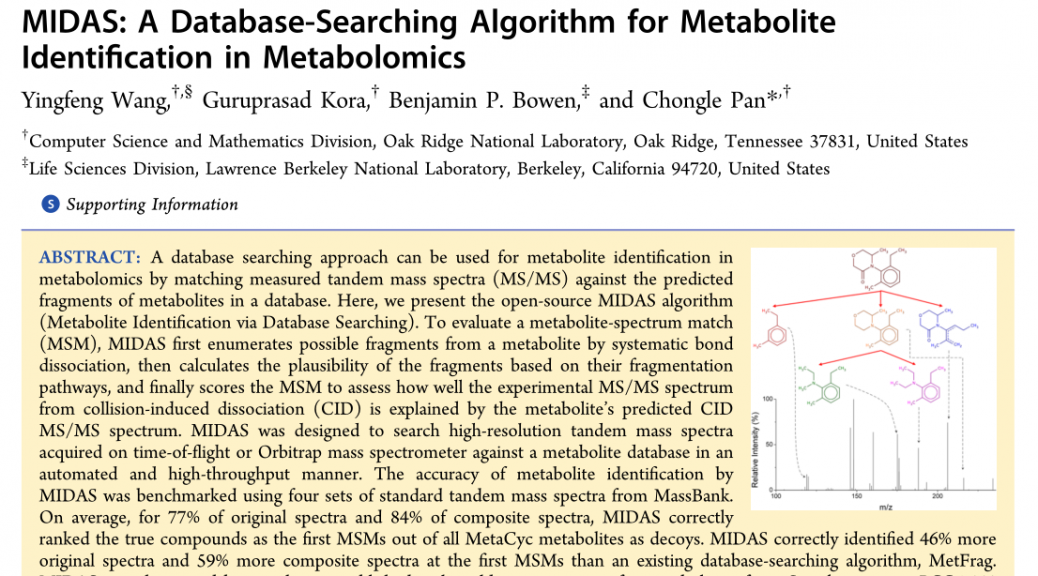 MIDAS: A Database-Searching Algorithm for Metabolite
Identification in Metabolomics
Yingfeng Wang,†,§ Guruprasad Kora,† Benjamin P. Bowen,‡ and Chongle Pan*,†
†Computer Science and Mathematics Division, Oak Ridge National Laboratory, Oak Ridge, Tennessee 37831, United States
‡Life Sciences Division, Lawrence Berkeley National Laboratory, Berkeley, California 94720, United States
S Supporting Information
ABSTRACT: A database searching approach can be used for metabolite identification in
metabolomics by matching measured tandem mass spectra (MS/MS) against the predicted
fragments of metabolites in a database. Here, we present the open-source MIDAS algorithm
(Metabolite Identification via Database Searching). To evaluate a metabolite-spectrum match
(MSM), MIDAS first enumerates possible fragments from a metabolite by systematic bond
dissociation, then calculates the plausibility of the fragments based on their fragmentation
pathways, and finally scores the MSM to assess how well the experimental MS/MS spectrum
from collision-induced dissociation (CID) is explained by the metabolite's predicted CID
MS/MS spectrum. MIDAS was designed to search high-resolution tandem mass spectra
acquired on time-of-flight or Orbitrap mass spectrometer against a metabolite database in an
automated and high-throughput manner. The accuracy of metabolite identification by
MIDAS was benchmarked using four sets of standard tandem mass spectra from MassBank.
On average, for 77% of original spectra and 84% of composite spectra, MIDAS correctly
ranked the true compounds as the first MSMs out of all MetaCyc metabolites as decoys. MIDAS correctly identified 46% more
original spectra and 59% more composite spectra at the first MSMs than an existing database-searching algorithm, MetFrag.
Relative Intensity (%)
100
50
0
100
150
200
m/z